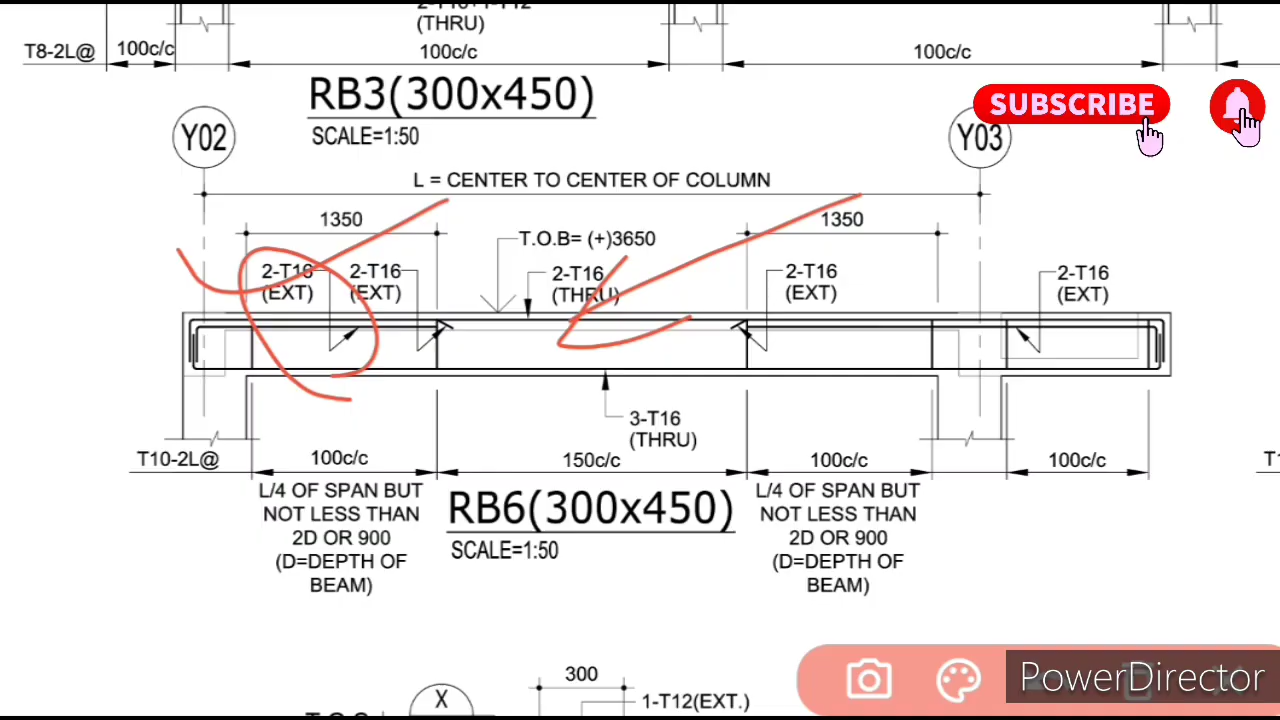 2-T16+1-T12
(THRU)
T8-2L@
100c/c
100c/c
100c/c
RB3(300x450)
SCALE=1:50
SUBSCRIBE
Y02
Y03
L = CENTER TO CENTER OF COLUMN
1350
1350
T.O.B= (+)3650
2-T16
(EXT)
2-T16
(EXT)
2-T16
(THRU)
2-T16
(EXT)
2-T16
(EXT)
3-T16
(THRU)
T10-2L@
100c/c
150c/c
100c/c
100c/c
L/4 OF SPAN BUT
NOT LESS THAN
2D OR 900
(D=DEPTH OF
BEAM)
RB6(300x450)
SCALE=1:50
L/4 OF SPAN BUT
NOT LESS THAN
2D OR 900
(D=DEPTH OF
BEAM)
300
X
1-T12(EXT.)
PowerDirector